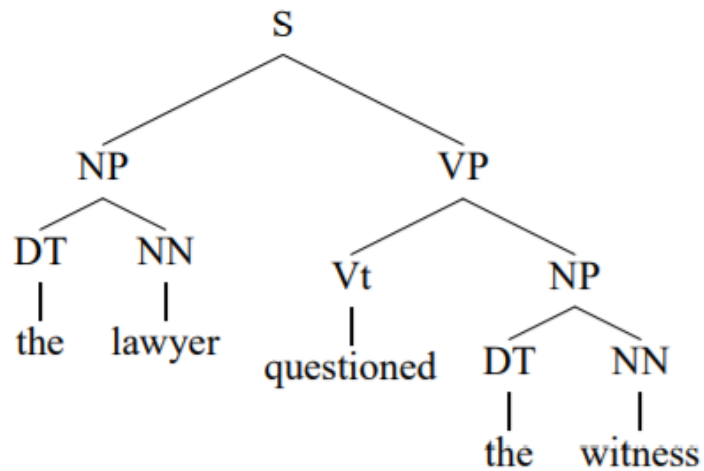 S
NP VP
DT NN Vt NP
the lawyer questioned DT NN
the witness